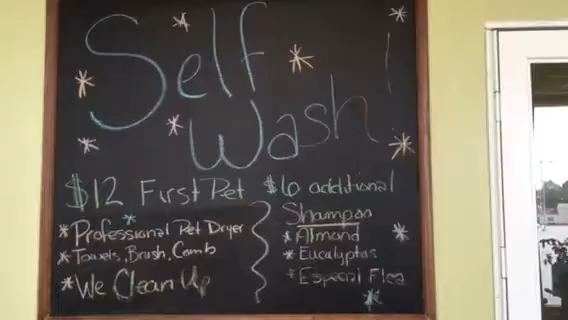 Self
Wash!
$12 First Pet $6 additional
* Professional Pet Dryer
* Towels, Brush, Comb
* We Clean Up
Shampoo
* Almond
* Eucalyptus
* Especial Flea